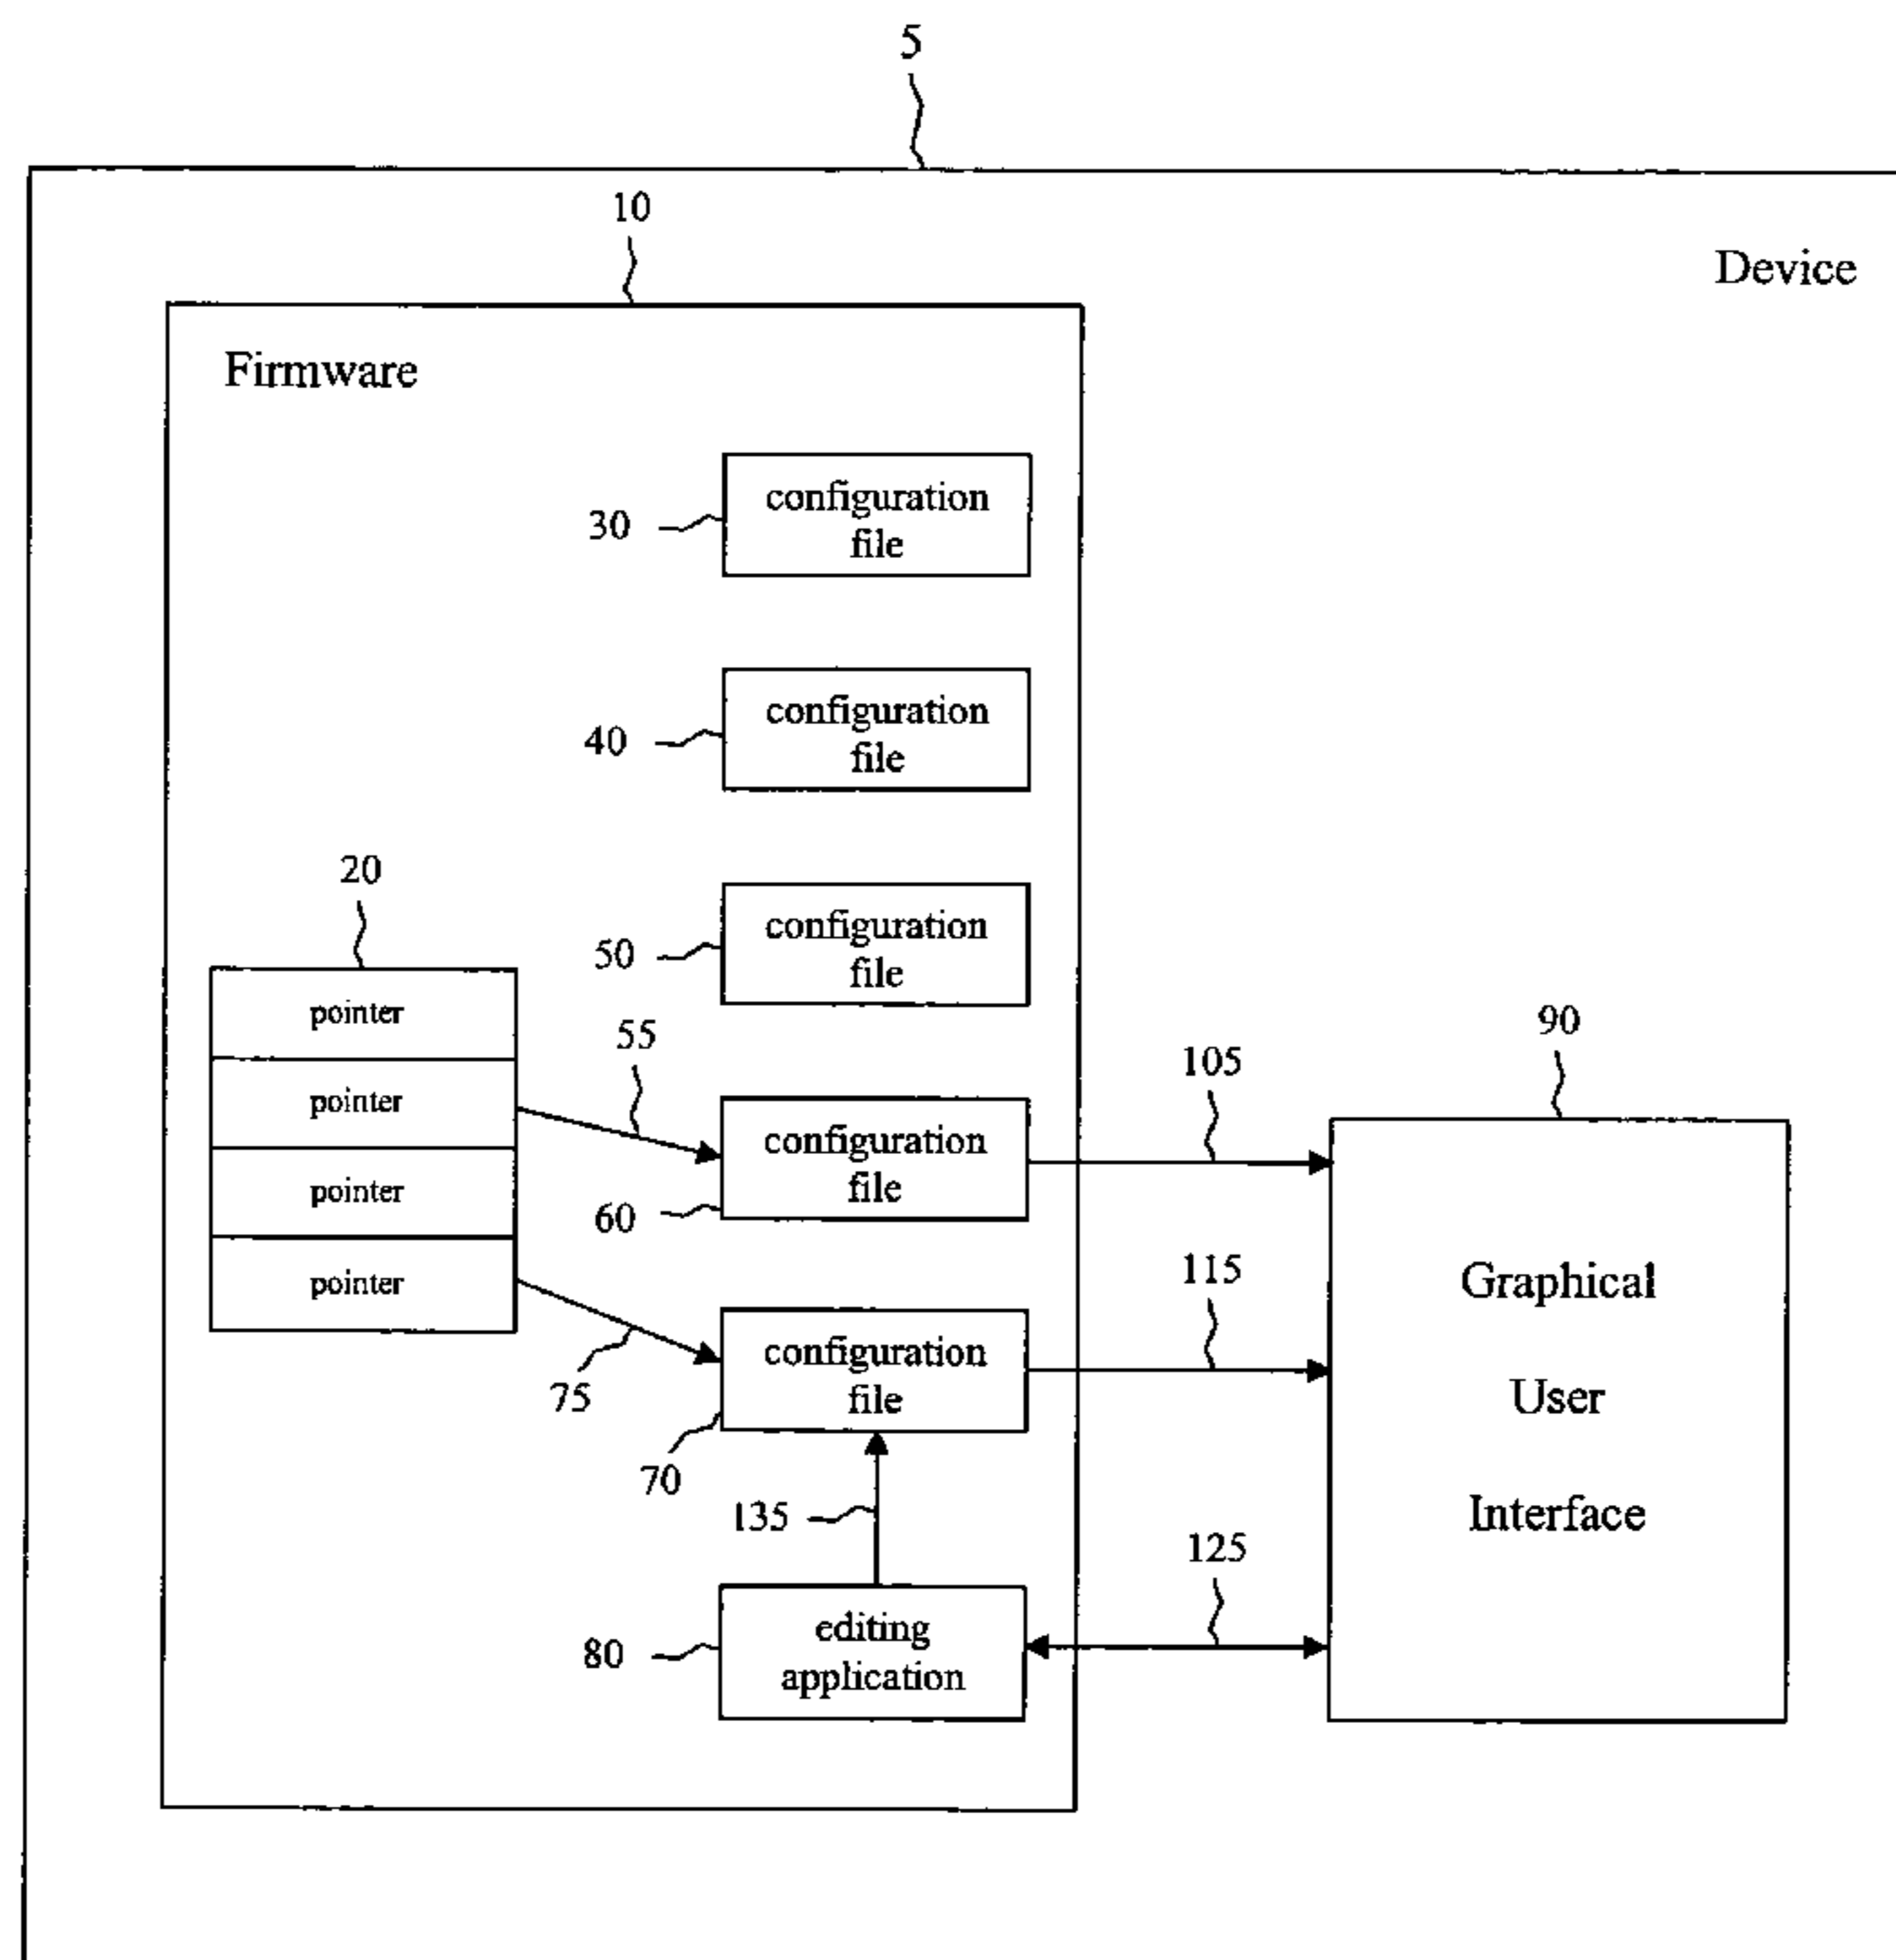 5
Device
10
Firmware
configuration
file
30
configuration
file
40
configuration
file
50
20
pointer
pointer
pointer
pointer
55
configuration
file
60
105
90
75
configuration
file
70
115
Graphical
User
Interface
135
125
editing
application
80